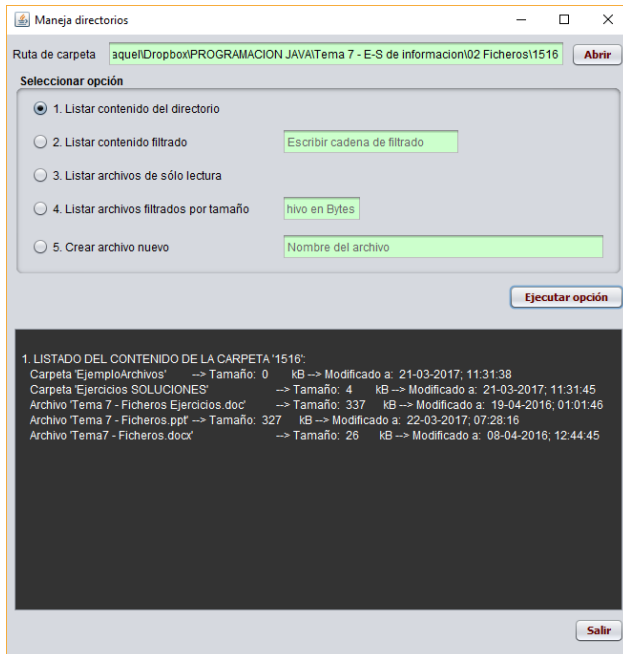 Maneja directorios
Ruta de carpeta aquel\Dropbox\PROGRAMACION JAVA\Tema 7 - E-S de informacion\02 Ficheros\1516 Abrir
Seleccionar opción
1. Listar contenido del directorio
2. Listar contenido filtrado Escribir cadena de filtrado
3. Listar archivos de sólo lectura
4. Listar archivos filtrados por tamaño hivo en Bytes
5. Crear archivo nuevo Nombre del archivo
Ejecutar opción
1. LISTADO DEL CONTENIDO DE LA CARPETA '1516':
Carpeta 'EjemploArchivos' --> Tamaño: 0 kB --> Modificado a: 21-03-2017; 11:31:38
Carpeta 'Ejercicios SOLUCIONES' --> Tamaño: 4 kB --> Modificado a: 21-03-2017; 11:31:45
Archivo 'Tema 7 - Ficheros Ejercicios.doc' --> Tamaño: 337 kB --> Modificado a: 19-04-2016; 01:01:46
Archivo 'Tema 7 - Ficheros.ppt' --> Tamaño: 327 kB --> Modificado a: 22-03-2017; 07:28:16
Archivo 'Tema7 - Ficheros.docx' --> Tamaño: 26 kB --> Modificado a: 08-04-2016; 12:44:45
Salir